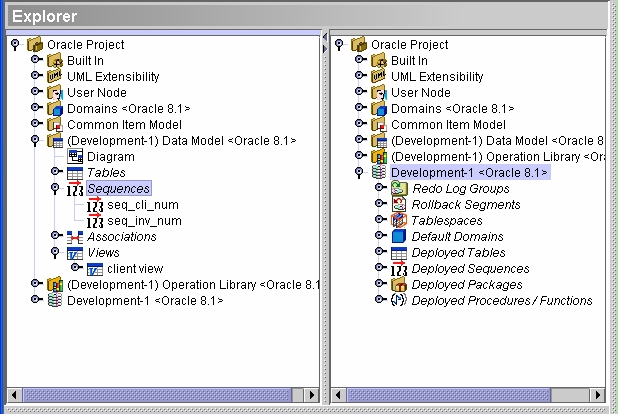 Explorer
Oracle Project
Built In
UML Extensibility
User Node
Domains <Oracle 8.1>
Common Item Model
(Development-1) Data Model <Oracle 8.1>
Diagram
Tables
Sequences
seq_cli_num
seq_inv_num
Associations
Views
client view
(Development-1) Operation Library <Oracle 8.1
Development-1 <Oracle 8.1>
Oracle Project
Built In
UML Extensibility
User Node
Domains <Oracle 8.1>
Common Item Model
(Development-1) Data Model <Oracle 8
(Development-1) Operation Library <Or
Development-1 <Oracle 8.1>
Redo Log Groups
Rollback Segments
Tablespaces
Default Domains
Deployed Tables
Deployed Sequences
Deployed Packages
Deployed Procedures / Functions